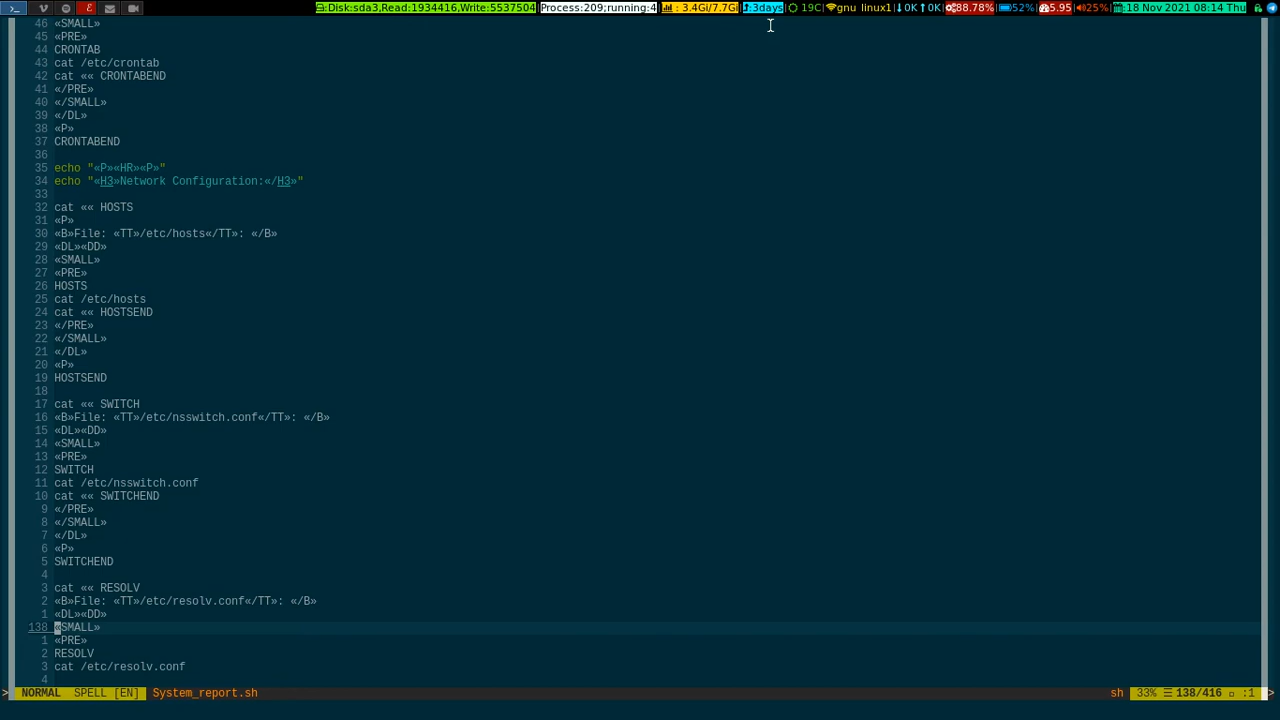 >_ V Disk:sda3,Read:1934416,Write:5537504 Process:209;running:4 : 3.4Gi/7.7Gi :3days 19C gnu linux1 0K 0K 88.78% 52% 5.95 25% :18 Nov 2021 08:14 Thu
46 «SMALL»
45 «PRE»
44 CRONTAB
43 cat /etc/crontab
42 cat «« CRONTABEND
41 «/PRE»
40 «/SMALL»
39 «/DL»
38 «P»
37 CRONTABEND
36
35 echo "«P»«HR»«P»"
34 echo "«H3»Network Configuration:«/H3»"
33
32 cat «« HOSTS
31 «P»
30 «B»File: «TT»/etc/hosts«/TT»: «/B»
29 «DL»«DD»
28 «SMALL»
27 «PRE»
26 HOSTS
25 cat /etc/hosts
24 cat «« HOSTSEND
23 «/PRE»
22 «/SMALL»
21 «/DL»
20 «P»
19 HOSTSEND
18
17 cat «« SWITCH
16 «B»File: «TT»/etc/nsswitch.conf«/TT»: «/B»
15 «DL»«DD»
14 «SMALL»
13 «PRE»
12 SWITCH
11 cat /etc/nsswitch.conf
10 cat «« SWITCHEND
9 «/PRE»
8 «/SMALL»
7 «/DL»
6 «P»
5 SWITCHEND
4
3 cat «« RESOLV
2 «B»File: «TT»/etc/resolv.conf«/TT»: «/B»
1 «DL»«DD»
138 «SMALL»
1 «PRE»
2 RESOLV
3 cat /etc/resolv.conf
4
> NORMAL SPELL [EN] System_report.sh sh 33% ☰ 138/416 :1 >